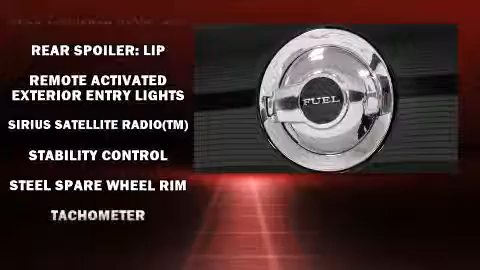 REAR SPOILER: LIP
REMOTE ACTIVATED
EXTERIOR ENTRY LIGHTS
SIRIUS SATELLITE RADIO(TM)
STABILITY CONTROL
STEEL SPARE WHEEL RIM
TACHOMETER
FUEL